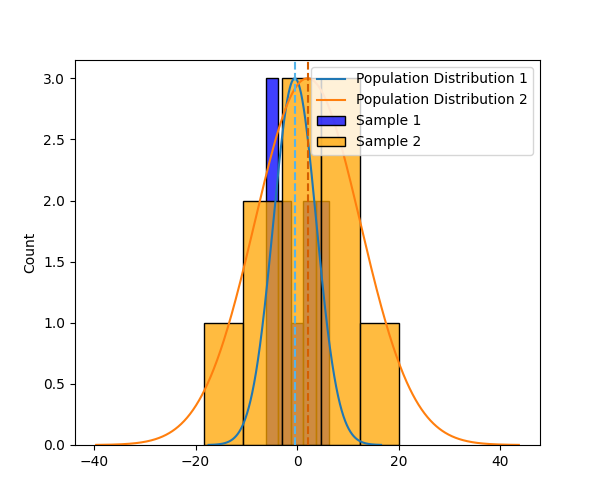 Population Distribution 1
Population Distribution 2
Sample 1
Sample 2
3.0
2.5
2.0
1.5
1.0
0.5
0.0
Count
−40
−20
0
20
40